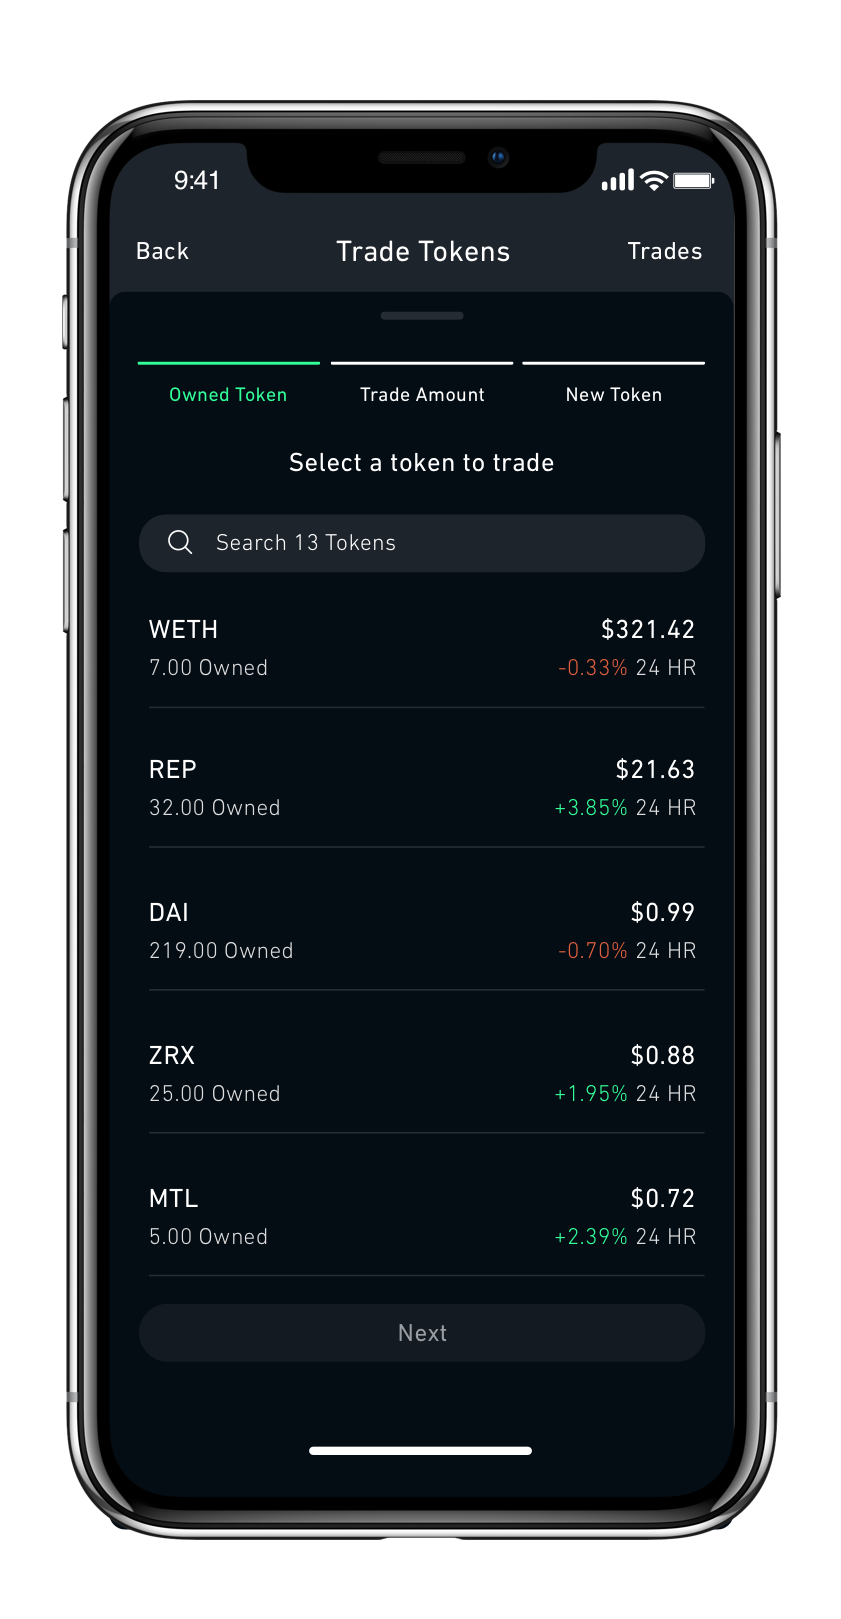 9:41
Back Trade Tokens Trades
Owned Token Trade Amount New Token
Select a token to trade
Search 13 Tokens
WETH $321.42
7.00 Owned -0.33% 24 HR
REP $21.63
32.00 Owned +3.85% 24 HR
DAI $0.99
219.00 Owned -0.70% 24 HR
ZRX $0.88
25.00 Owned +1.95% 24 HR
MTL $0.72
5.00 Owned +2.39% 24 HR
Next